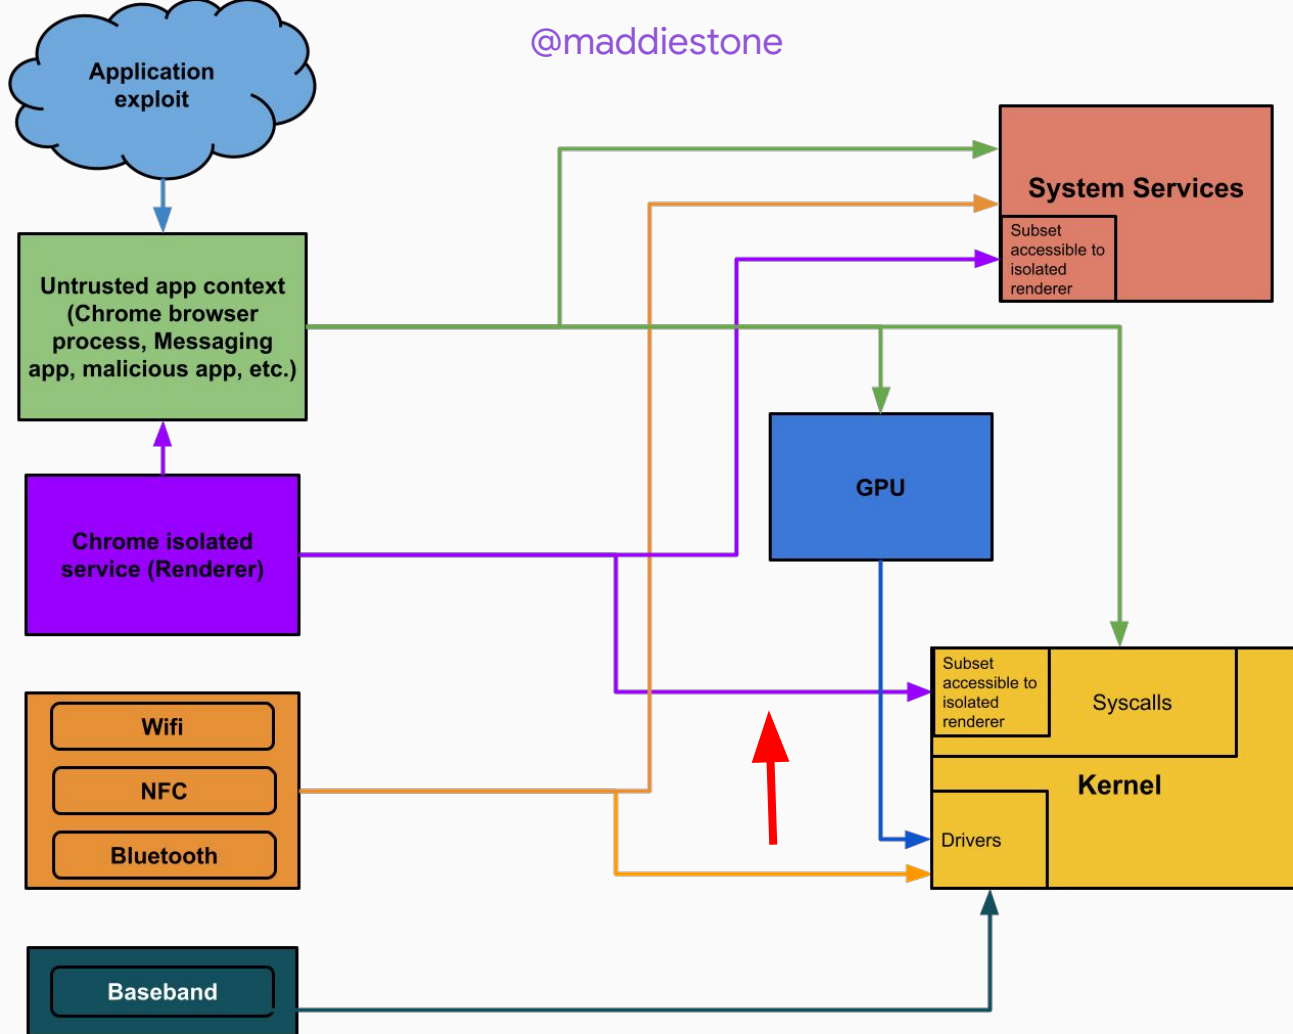 @maddiestone
Application
exploit
System Services
Subset
accessible to
isolated
renderer
Untrusted app context
(Chrome browser
process, Messaging
app, malicious app, etc.)
GPU
Chrome isolated
service (Renderer)
Subset
accessible to
isolated
renderer
Syscalls
Kernel
Drivers
Wifi
NFC
Bluetooth
Baseband